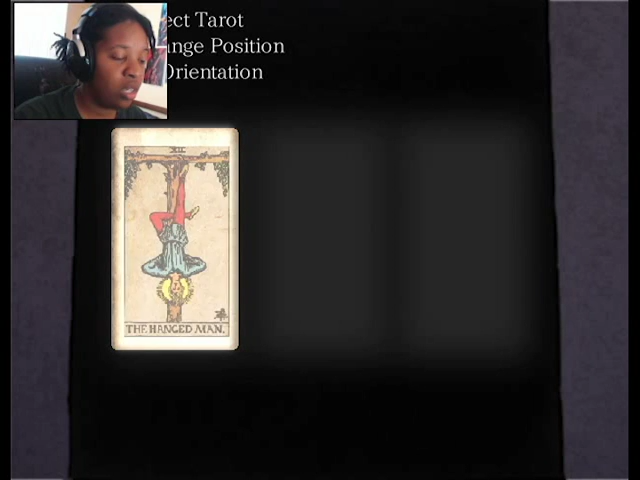 ect Tarot
ange Position
Orientation
XII
THE HANGED MAN.